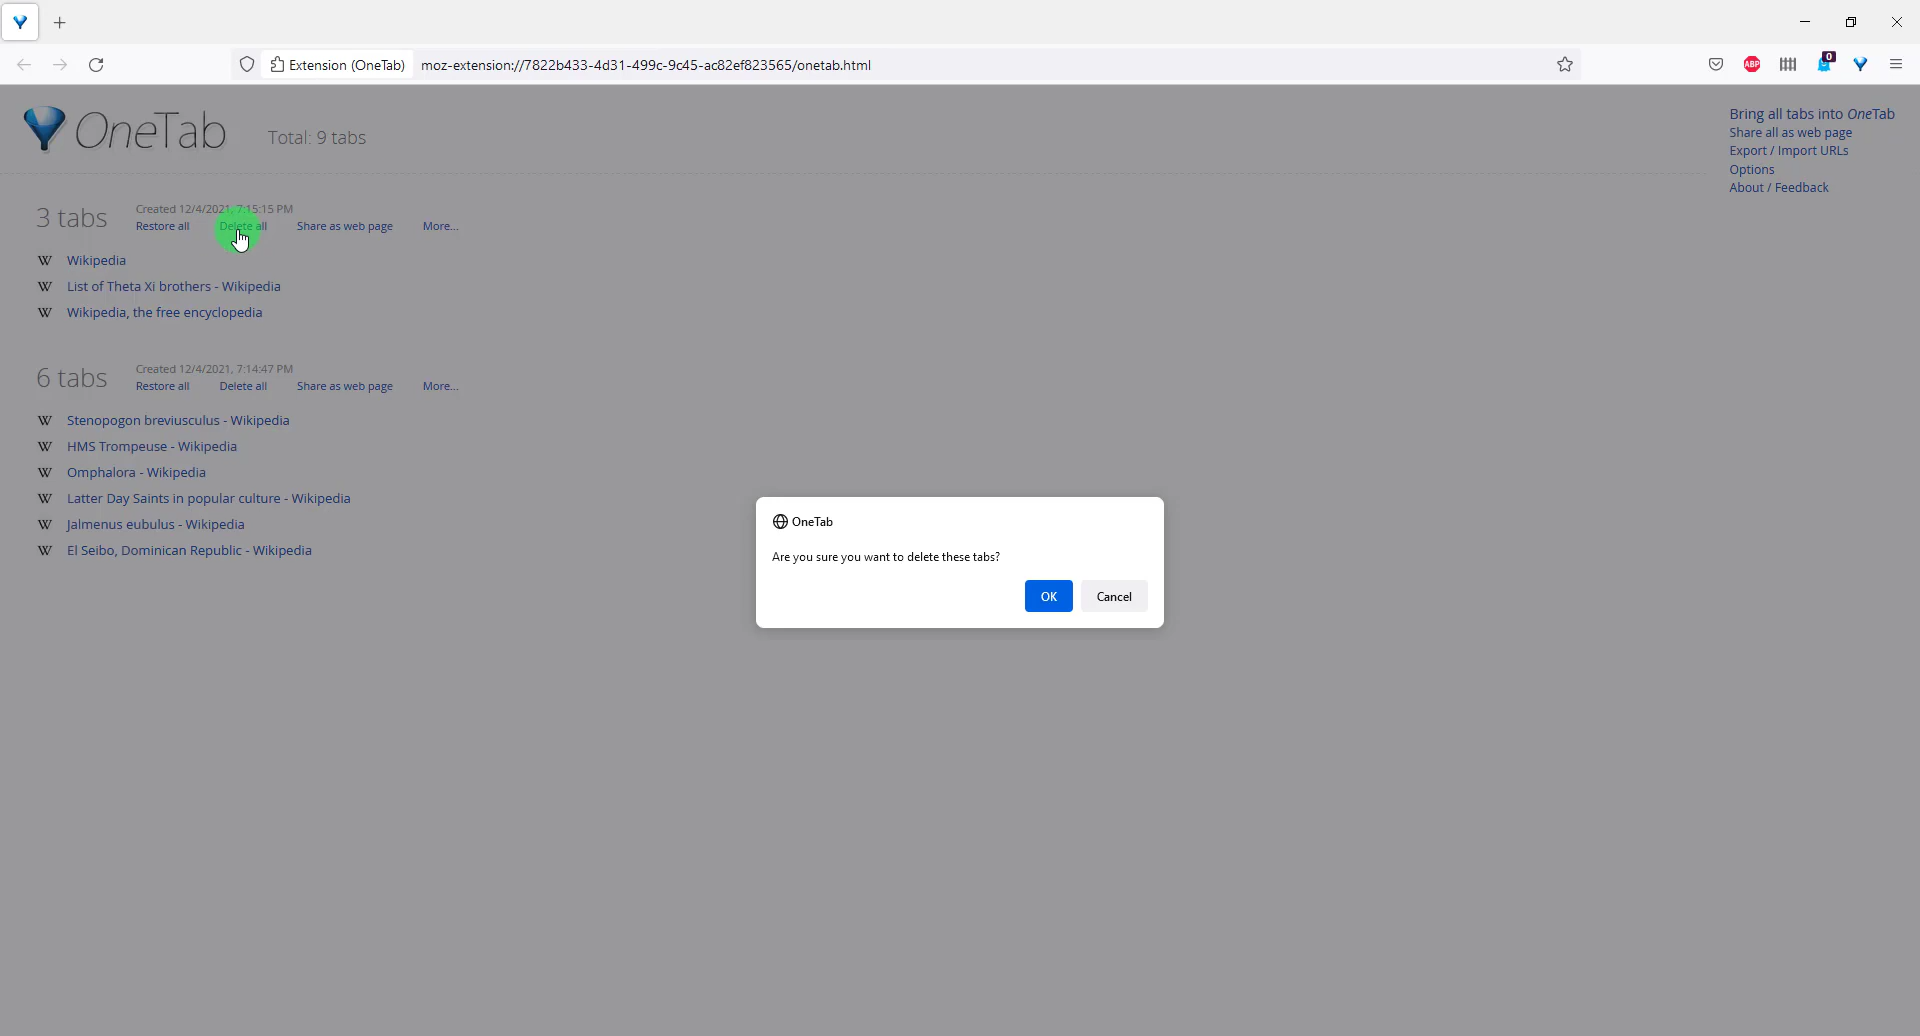 Extension (OneTab) moz-extension://7822b433-4d31-499c-9c45-ac82ef823565/onetab.html
ABP
0
OneTab
Total: 9 tabs
Bring all tabs into OneTab
Share all as web page
Export / Import URLs
Options
About / Feedback
3 tabs
Created 12/4/2021, 7:15:15 PM
Restore all Delete all Share as web page More...
W Wikipedia
W List of Theta Xi brothers - Wikipedia
W Wikipedia, the free encyclopedia
6 tabs
Created 12/4/2021, 7:14:47 PM
Restore all Delete all Share as web page More...
W Stenopogon breviusculus - Wikipedia
W HMS Trompeuse - Wikipedia
W Omphalora - Wikipedia
W Latter Day Saints in popular culture - Wikipedia
W Jalmenus eubulus - Wikipedia
W El Seibo, Dominican Republic - Wikipedia
OneTab
Are you sure you want to delete these tabs?
OK Cancel